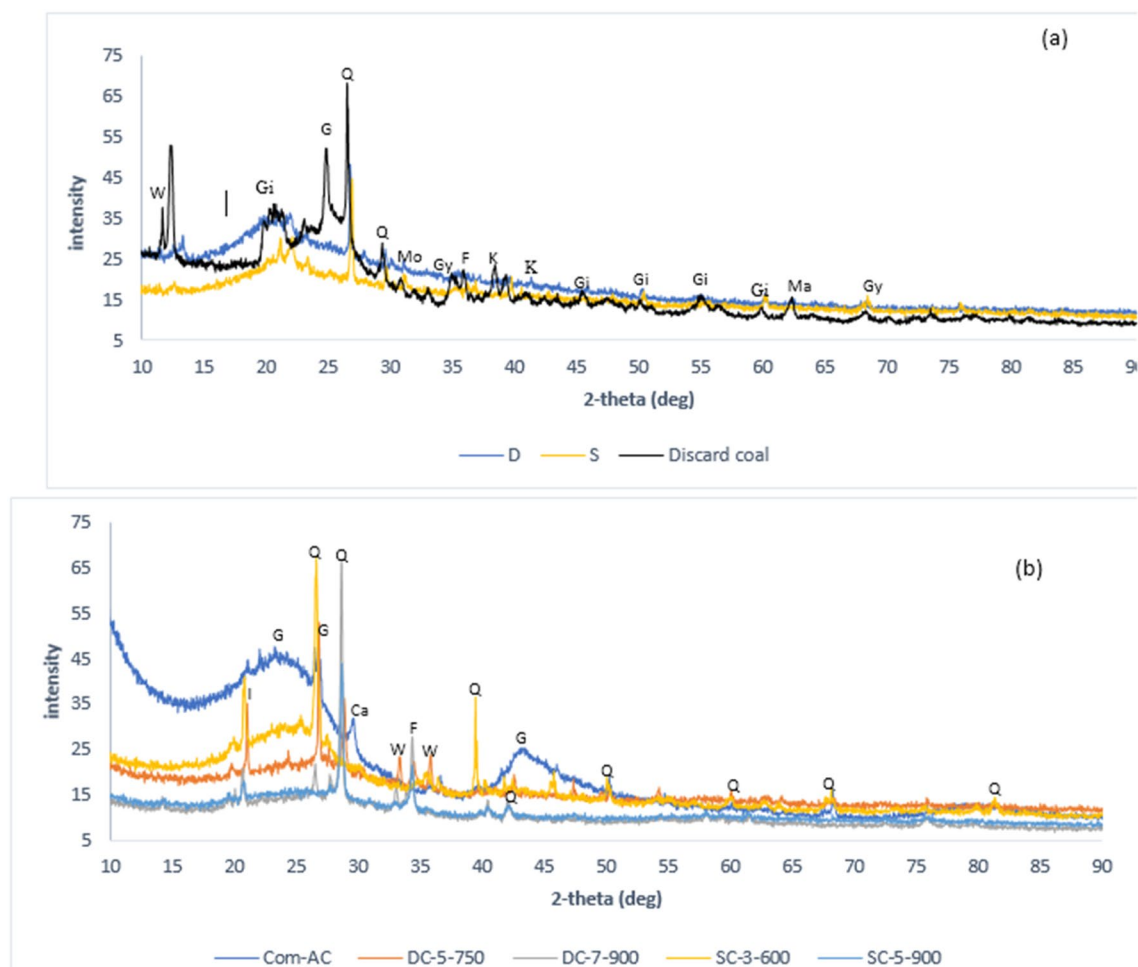 (a)
75
65
55
45
35
25
15
5
intensity
W
I
Gi
G
Q
Q
Mo
Gy
F
K
K
Gi
Gi
Gi
Gi
Ma
Gy
10 15 20 25 30 35 40 45 50 55 60 65 70 75 80 85 90
2-theta (deg)
D S Discard coal
(b)
75
65
55
45
35
25
15
5
intensity
G
I
Q
G
Q
Ca
W
F
W
Q
Q
G
Q
Q
Q
Q
10 15 20 25 30 35 40 45 50 55 60 65 70 75 80 85 90
2-theta (deg)
Com-AC DC-5-750 DC-7-900 SC-3-600 SC-5-900